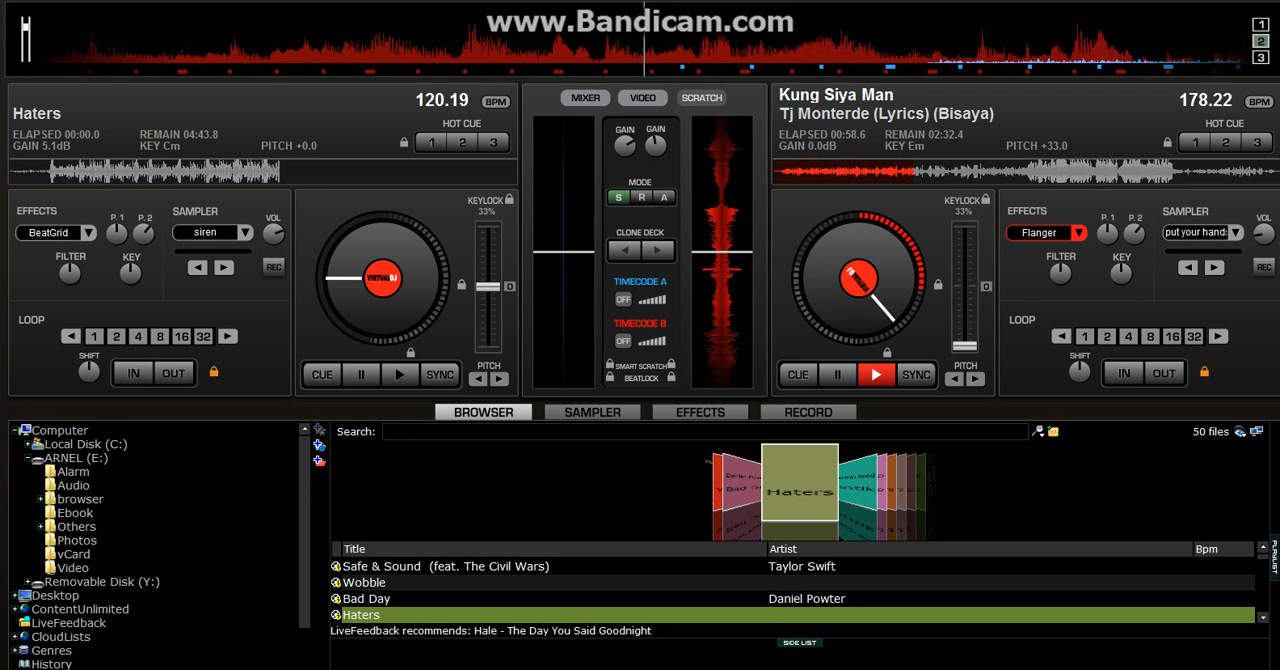 www.Bandicam.com
1
2
3
Haters
120.19 BPM
ELAPSED 00:00.0 REMAIN 04:43.8
GAIN 5.1dB KEY Cm PITCH +0.0
HOT CUE
1 2 3
MIXER VIDEO SCRATCH
Kung Siya Man
Tj Monterde (Lyrics) (Bisaya)
178.22 BPM
ELAPSED 00:58.6 REMAIN 02:32.4
GAIN 0.0dB KEY Em PITCH +33.0
HOT CUE
1 2 3
EFFECTS P. 1 P. 2
BeatGrid
FILTER KEY
SAMPLER VOL
siren
REC
LOOP
1 2 4 8 16 32
SHIFT IN OUT
KEYLOCK
33%
VIRTUALDJ
0
CUE SYNC
PITCH
GAIN GAIN
MODE
S R A
CLONE DECK
TIMECODE A
OFF
TIMECODE B
OFF
SMART SCRATCH
BEATLOCK
KEYLOCK
33%
0
CUE SYNC
PITCH
EFFECTS P. 1 P. 2
Flanger
FILTER KEY
SAMPLER VOL
put your hand
REC
LOOP
1 2 4 8 16 32
SHIFT IN OUT
BROWSER SAMPLER EFFECTS RECORD
Computer
Local Disk (C:)
ARNEL (E:)
Alarm
Audio
browser
Ebook
Others
Photos
vCard
Video
Removable Disk (Y:)
Desktop
ContentUnlimited
LiveFeedback
CloudLists
Genres
History
Search:
50 files
Haters
Title Artist Bpm
Safe & Sound (feat. The Civil Wars) Taylor Swift
Wobble
Bad Day Daniel Powter
Haters
LiveFeedback recommends: Hale - The Day You Said Goodnight
SIDE LIST
PLAYLIST